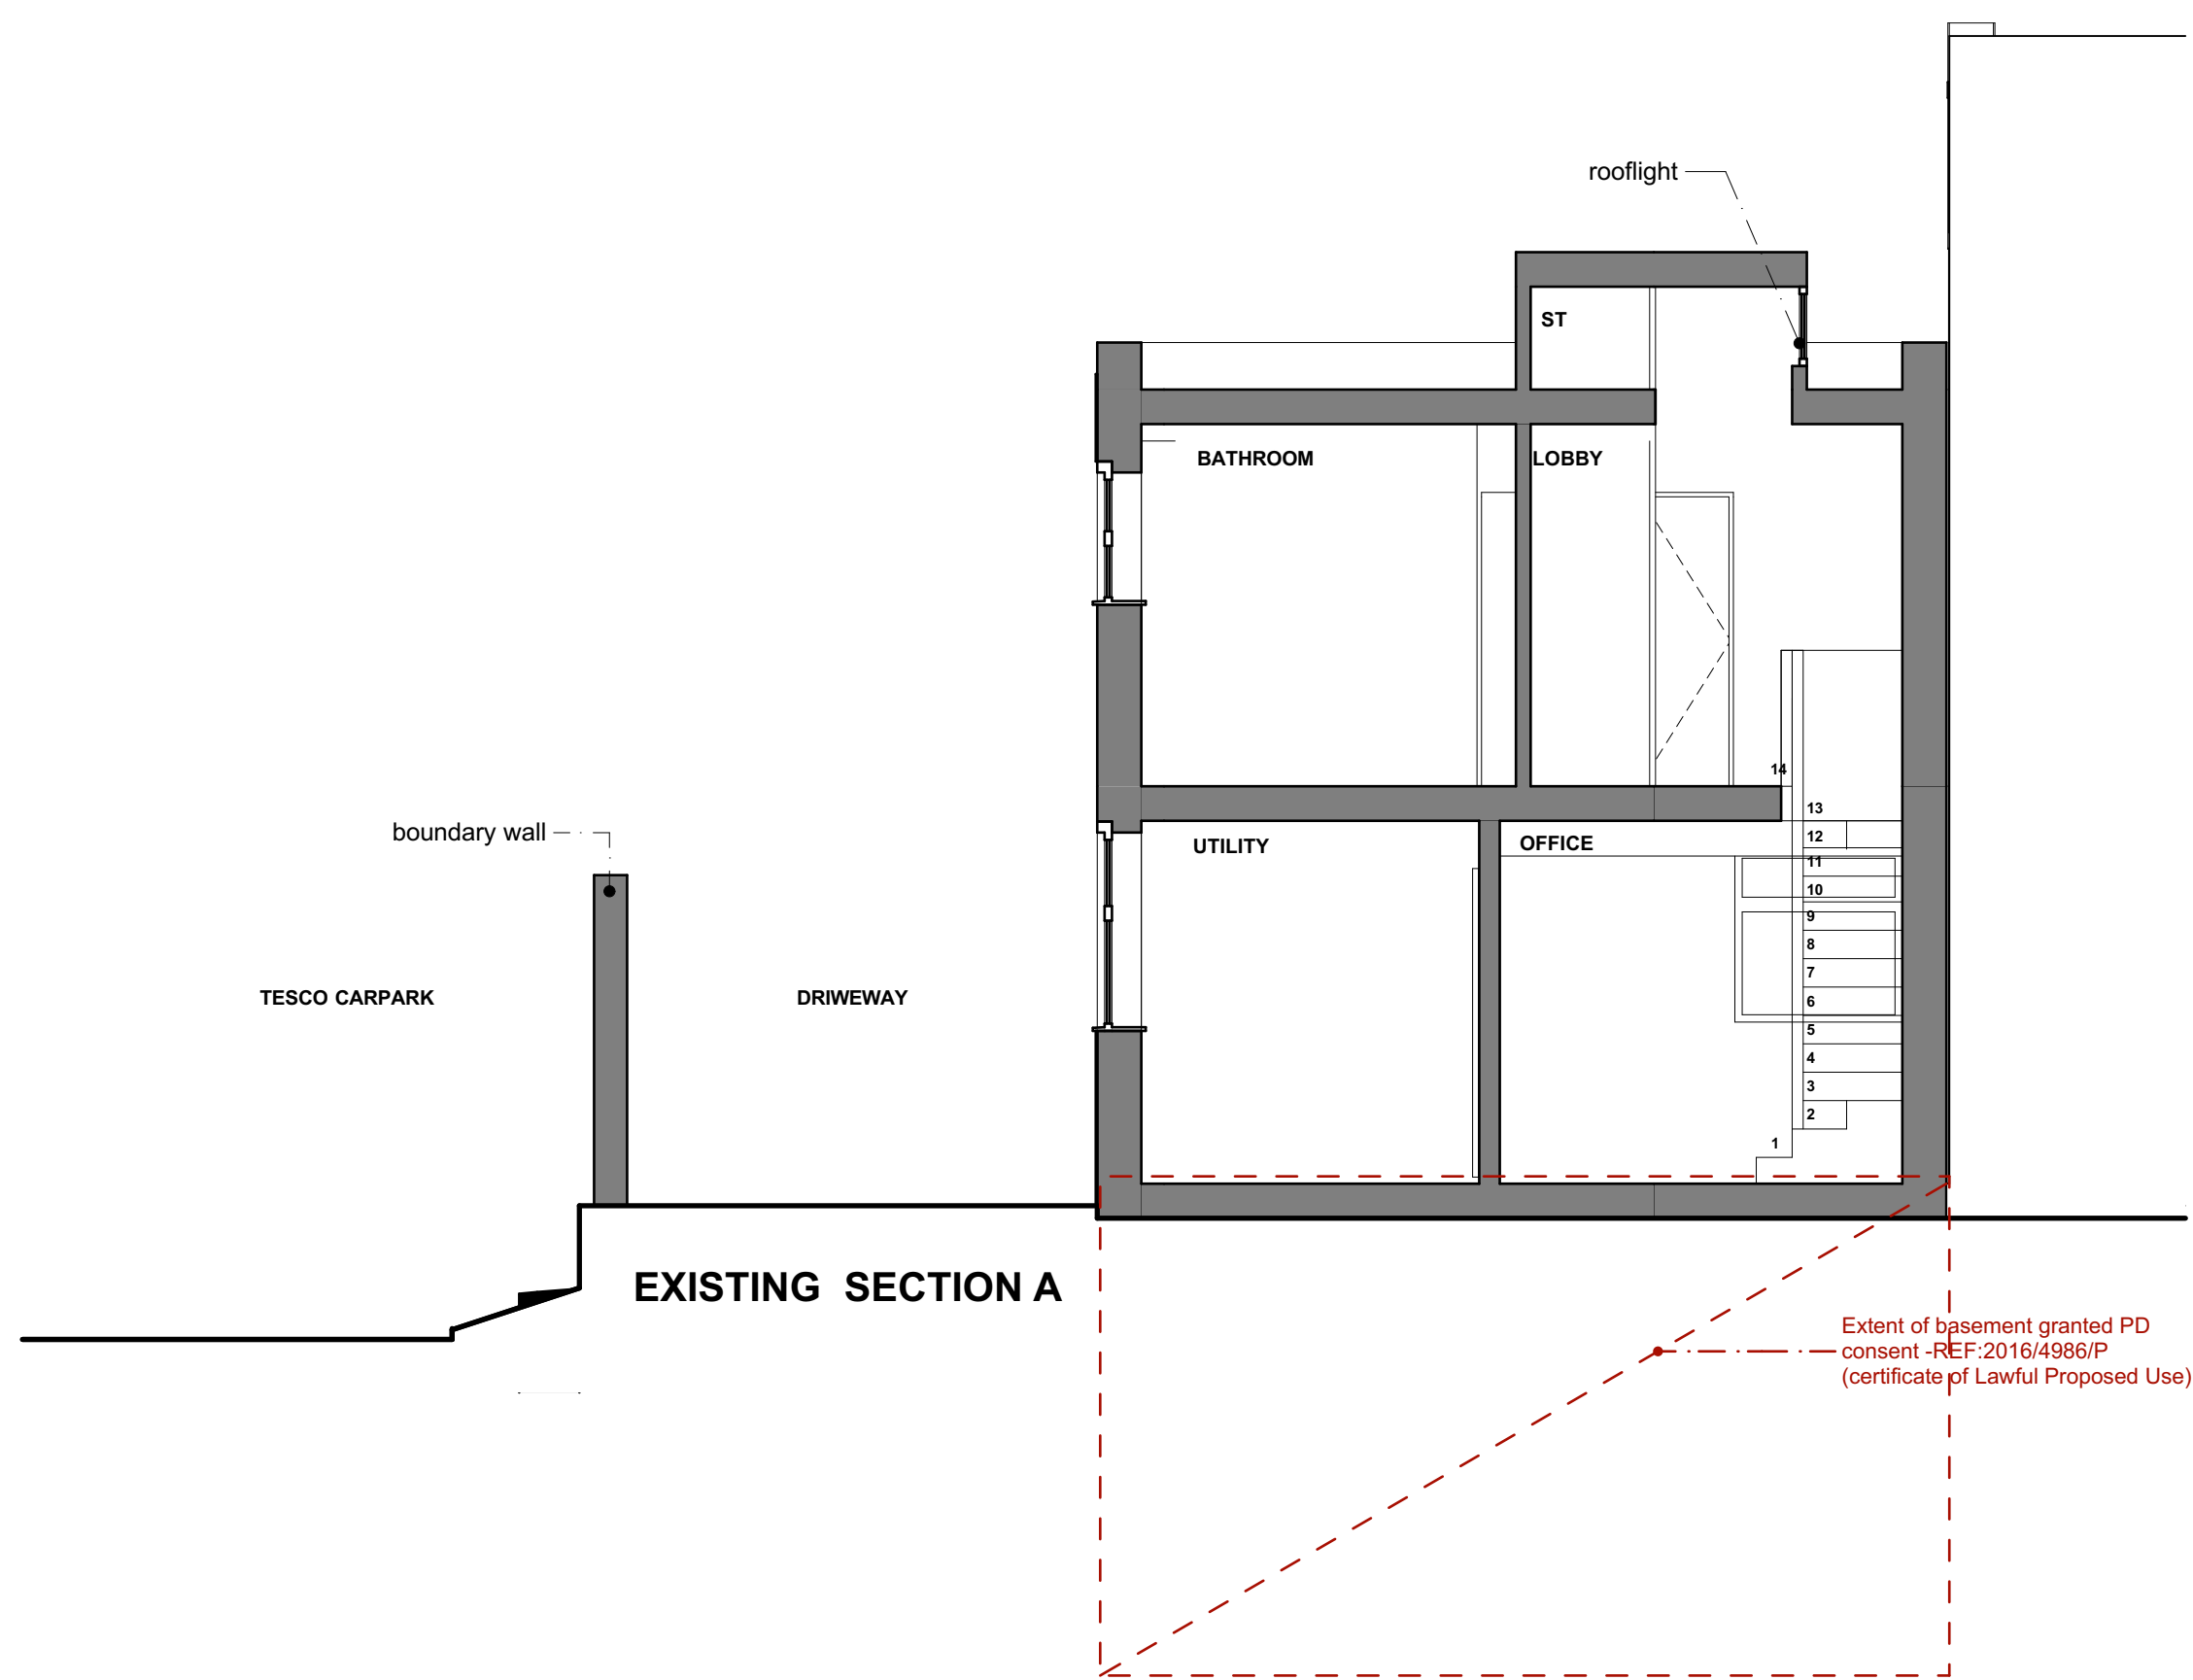 rooflight
ST
BATHROOM
LOBBY
14
13
boundary wall
12
UTILITY
OFFICE
11
10
9
8
7
TESCO CARPARK
DRIWEWAY
6
5
4
3
2
1
EXISTING SECTION A
Extent of basement granted PD
consent -REF:2016/4986/P
(certificate of Lawful Proposed Use)